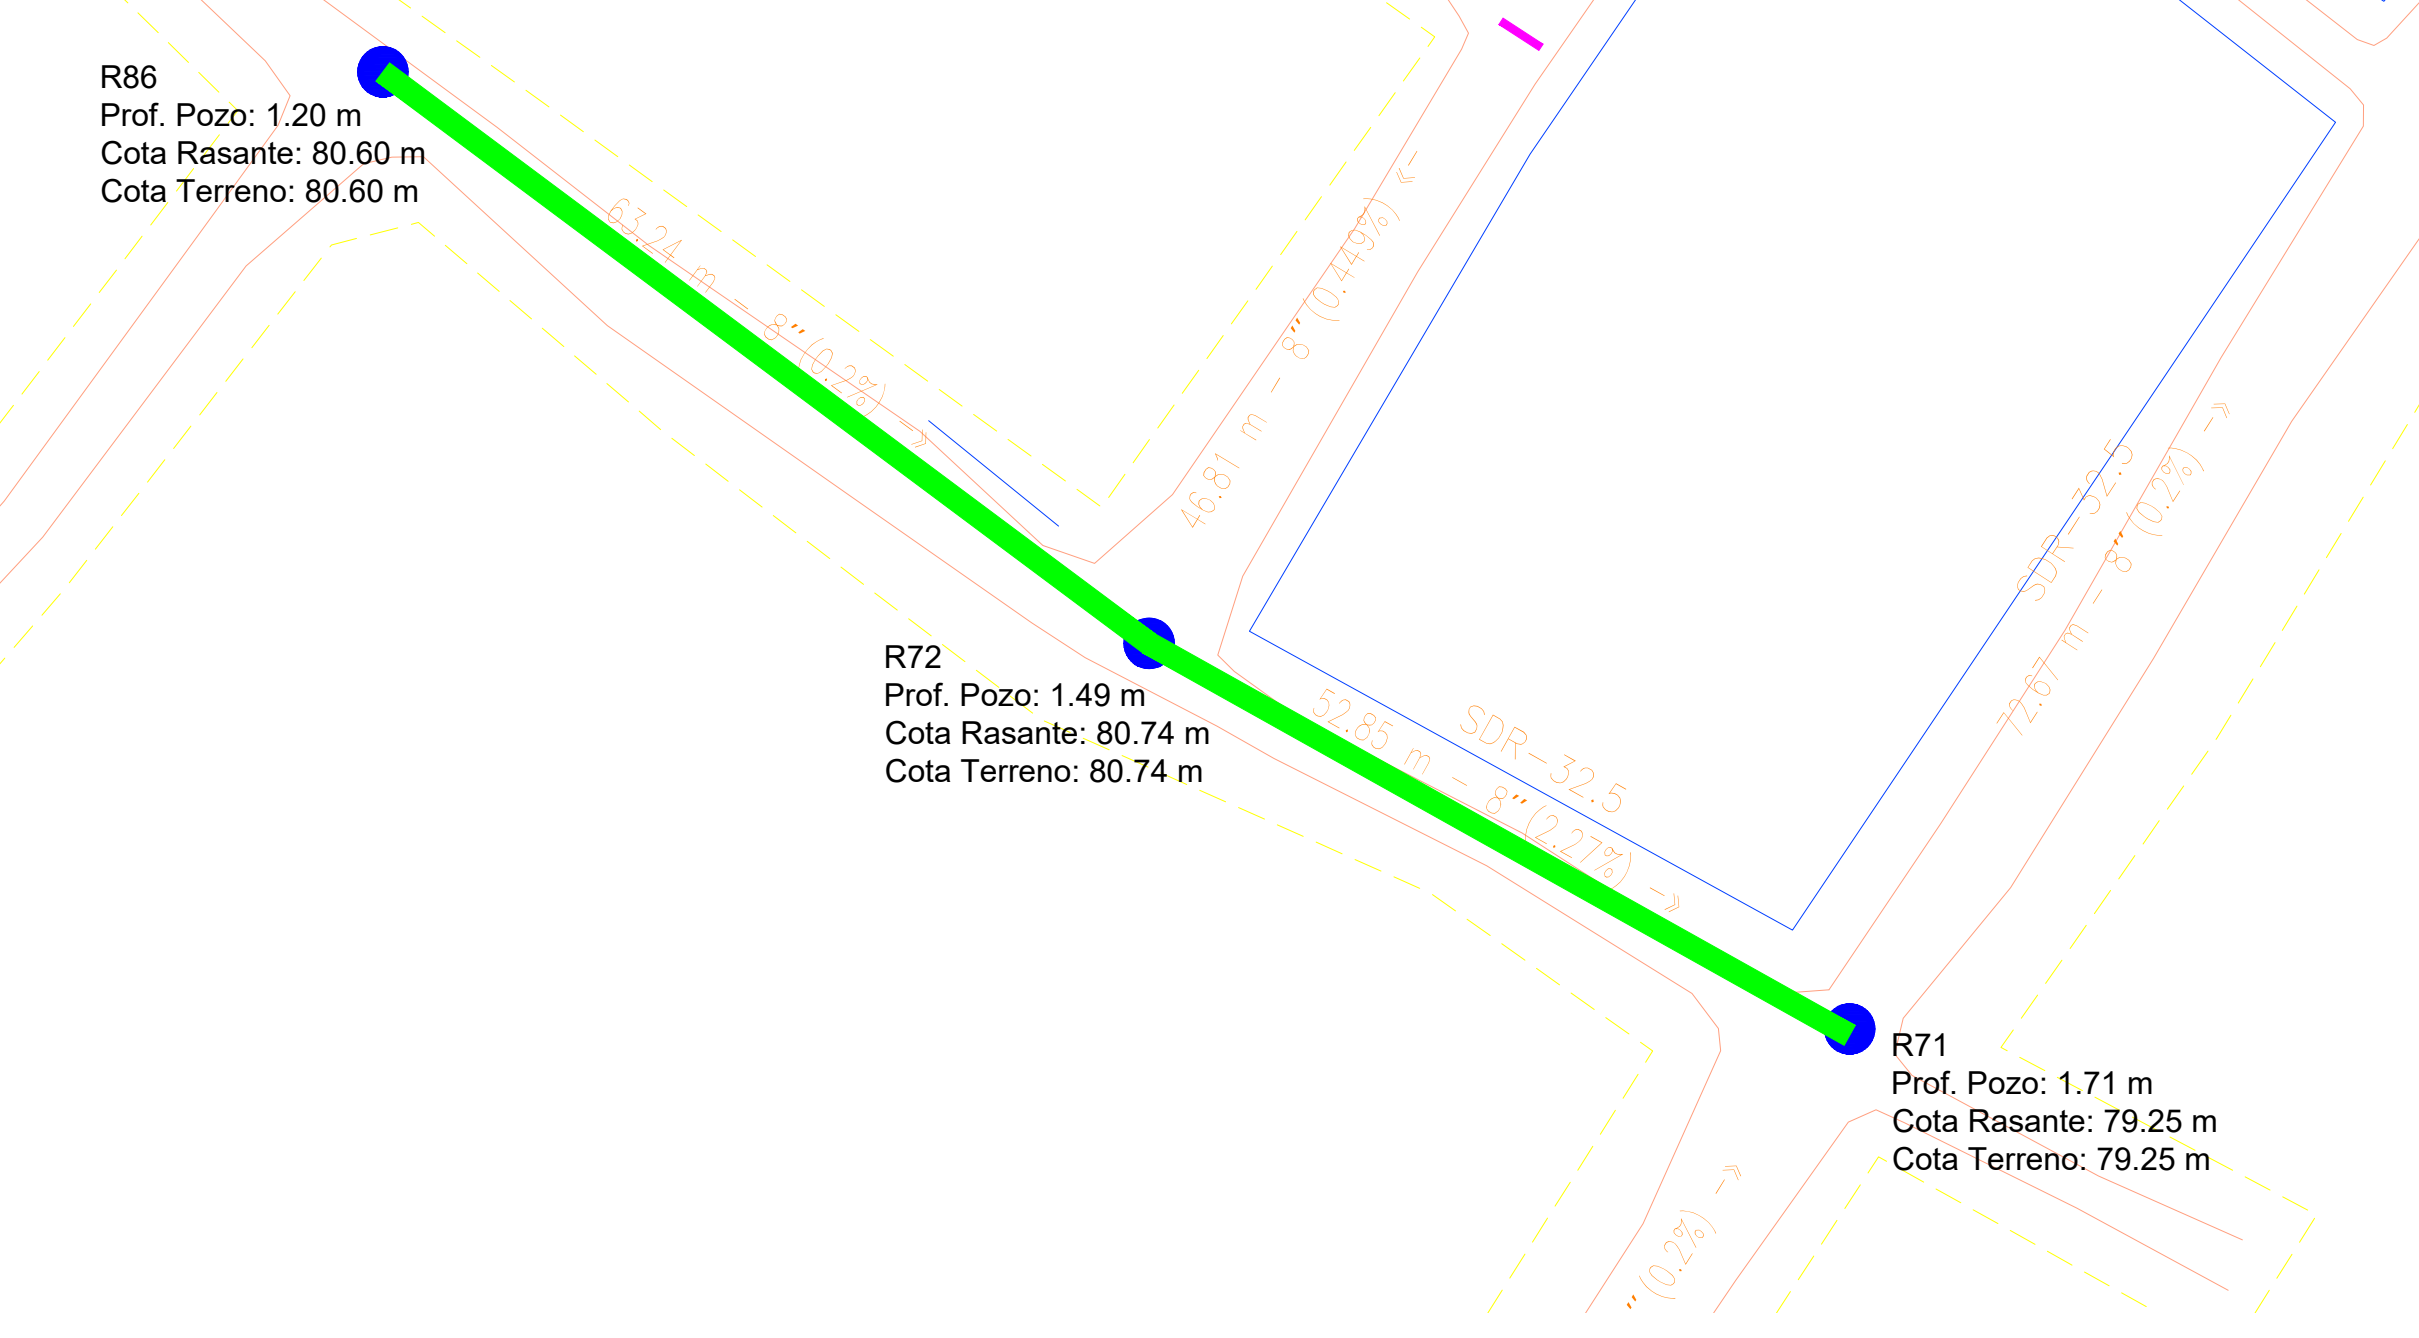 R86
Prof. Pozo: 1.20 m
Cota Rasante: 80.60 m
Cota Terreno: 80.60 m
63.24 m - 8" (0.2%) ->>
46.81 m - 8" (0.449%) <<-
R72
Prof. Pozo: 1.49 m
Cota Rasante: 80.74 m
Cota Terreno: 80.74 m
SDR-32.5
52.85 m - 8" (2.27%) ->>
SDR-32.5
72.67 m - 8" (0.2%) ->>
R71
Prof. Pozo: 1.71 m
Cota Rasante: 79.25 m
Cota Terreno: 79.25 m
" (0.2%) ->>